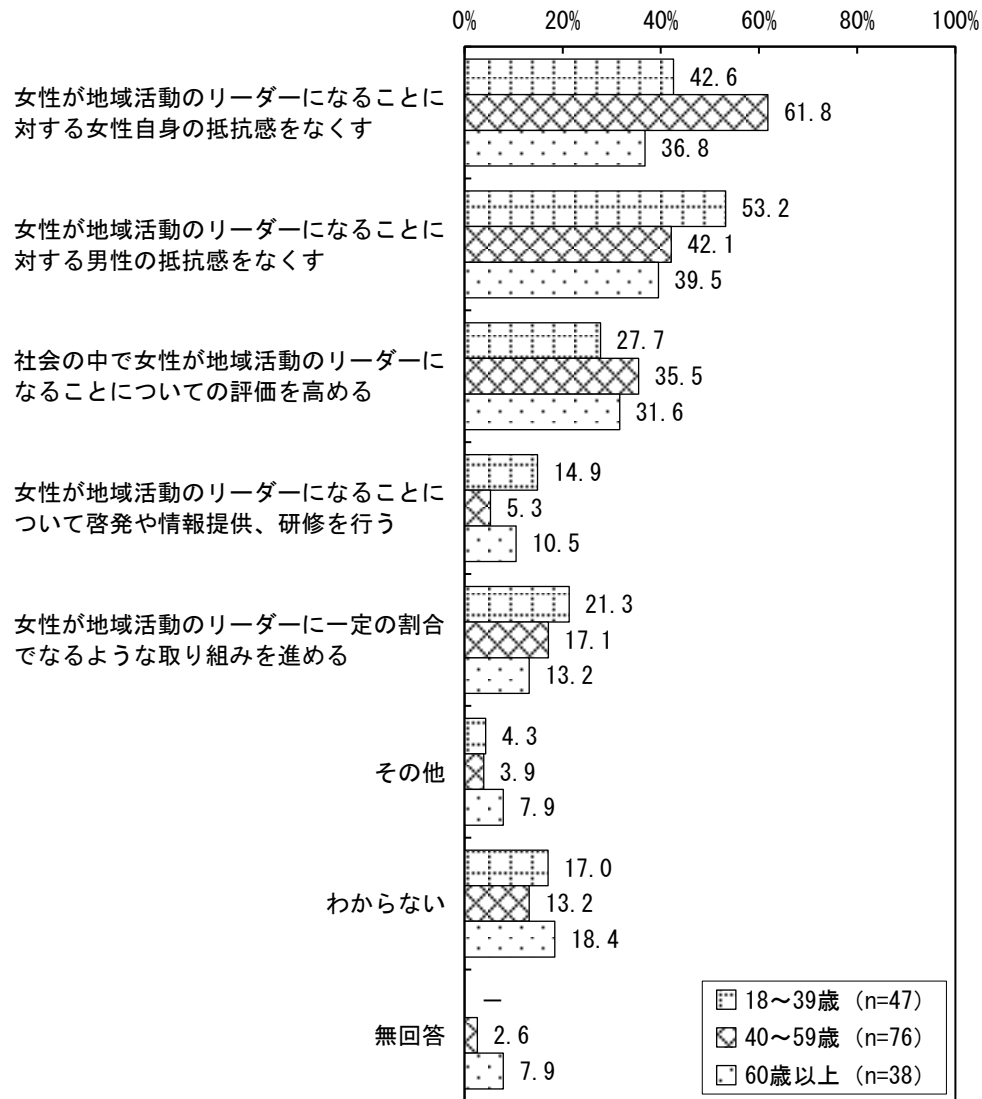 0% 20% 40% 60% 80% 100%
女性が地域活動のリーダーになることに
対する女性自身の抵抗感をなくす
42.6
61.8
36.8
女性が地域活動のリーダーになることに
対する男性の抵抗感をなくす
53.2
42.1
39.5
社会の中で女性が地域活動のリーダーに
なることについての評価を高める
27.7
35.5
31.6
女性が地域活動のリーダーになることに
ついて啓発や情報提供、研修を行う
14.9
5.3
10.5
女性が地域活動のリーダーに一定の割合
でなるような取り組みを進める
21.3
17.1
13.2
その他
4.3
3.9
7.9
わからない
17.0
13.2
18.4
無回答
－
2.6
7.9
18～39歳（n=47）
40～59歳（n=76）
60歳以上（n=38）